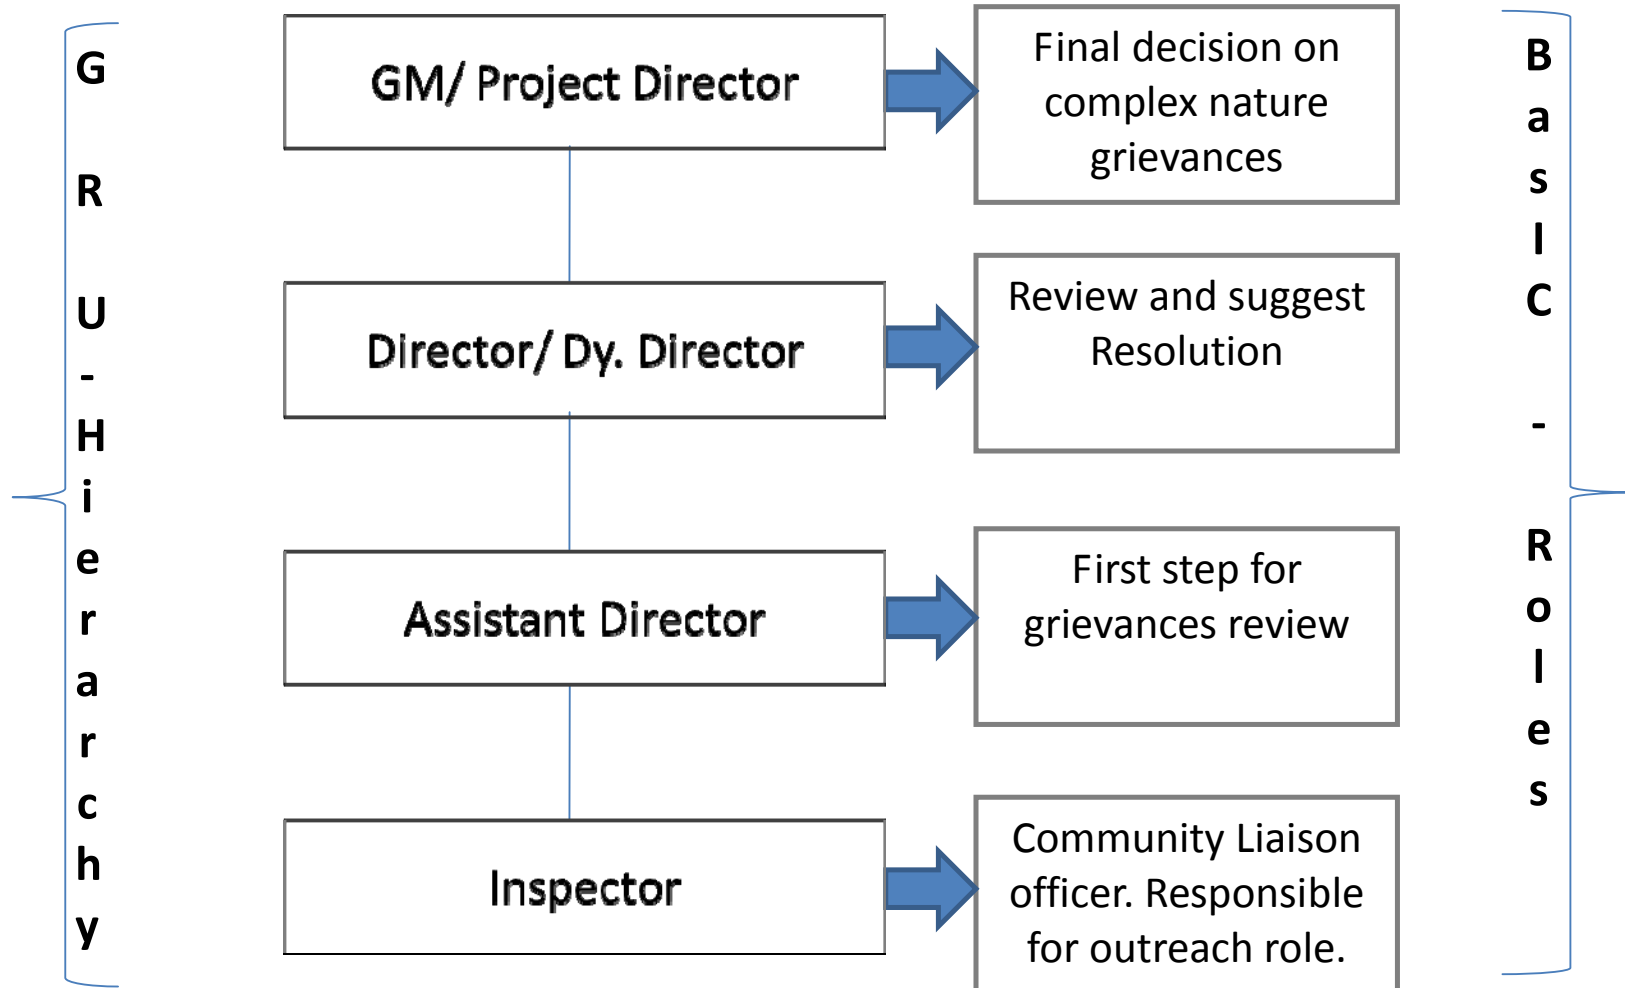 G R U - Hierarchy
GM/ Project Director
Final decision on
complex nature
grievances
Director/ Dy. Director
Review and suggest
Resolution
Assistant Director
First step for
grievances review
Inspector
Community Liaison
officer. Responsible
for outreach role.
BasIC - Roles